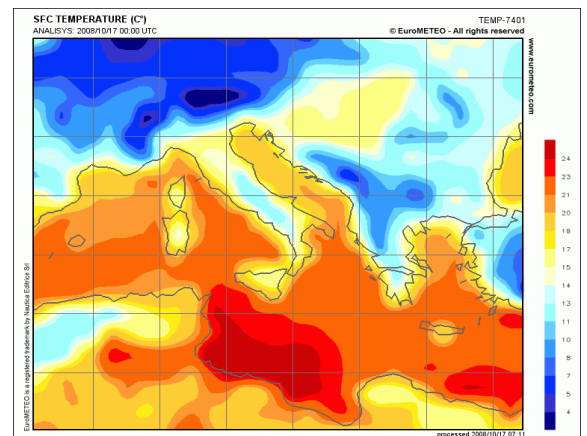 SFC TEMPERATURE (C°)
TEMP-7401
ANALISYS: 2008/10/17 00:00 UTC
© EuroMETEO - All rights reserved
www.eurometeo.com
EuroMETEO is a registered trademark by Nautica Editrice Srl
24
23
21
20
18
17
15
14
13
11
10
8
7
5
4
processed 2008/10/17 07:11